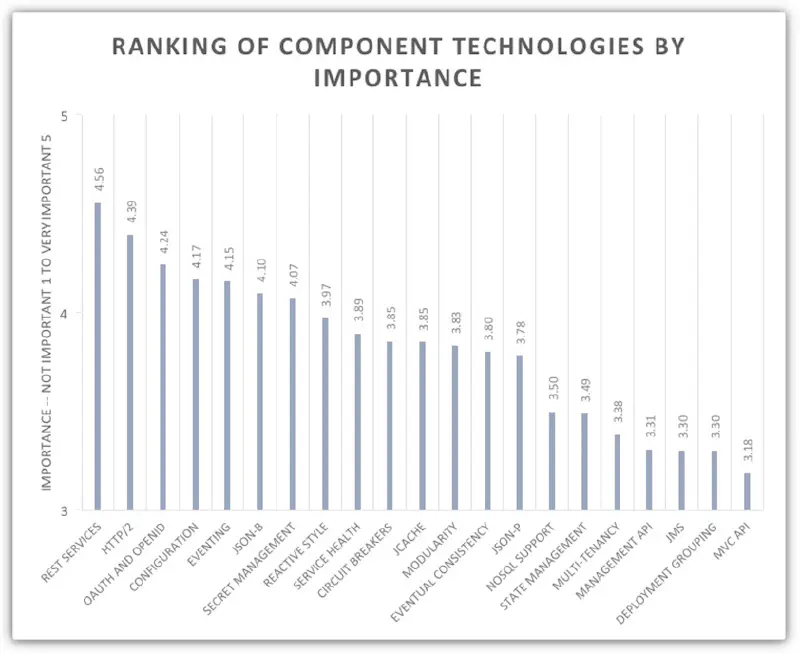 RANKING OF COMPONENT TECHNOLOGIES BY
IMPORTANCE
IMPORTANCE -- NOT IMPORTANT 1 TO VERY IMPORTANT 5
5
4
3
4.56
4.39
4.24
4.17
4.15
4.10
4.07
3.97
3.89
3.85
3.85
3.83
3.80
3.78
3.50
3.49
3.38
3.31
3.30
3.30
3.18
REST SERVICES
HTTP/2
OAUTH AND OPENID
CONFIGURATION
EVENTING
JSON-B
SECRET MANAGEMENT
REACTIVE STYLE
SERVICE HEALTH
CIRCUIT BREAKERS
JCACHE
MODULARITY
EVENTUAL CONSISTENCY
JSON-P
NOSQL SUPPORT
STATE MANAGEMENT
MULTI-TENANCY
MANAGEMENT API
JMS
DEPLOYMENT GROUPING
MVC API